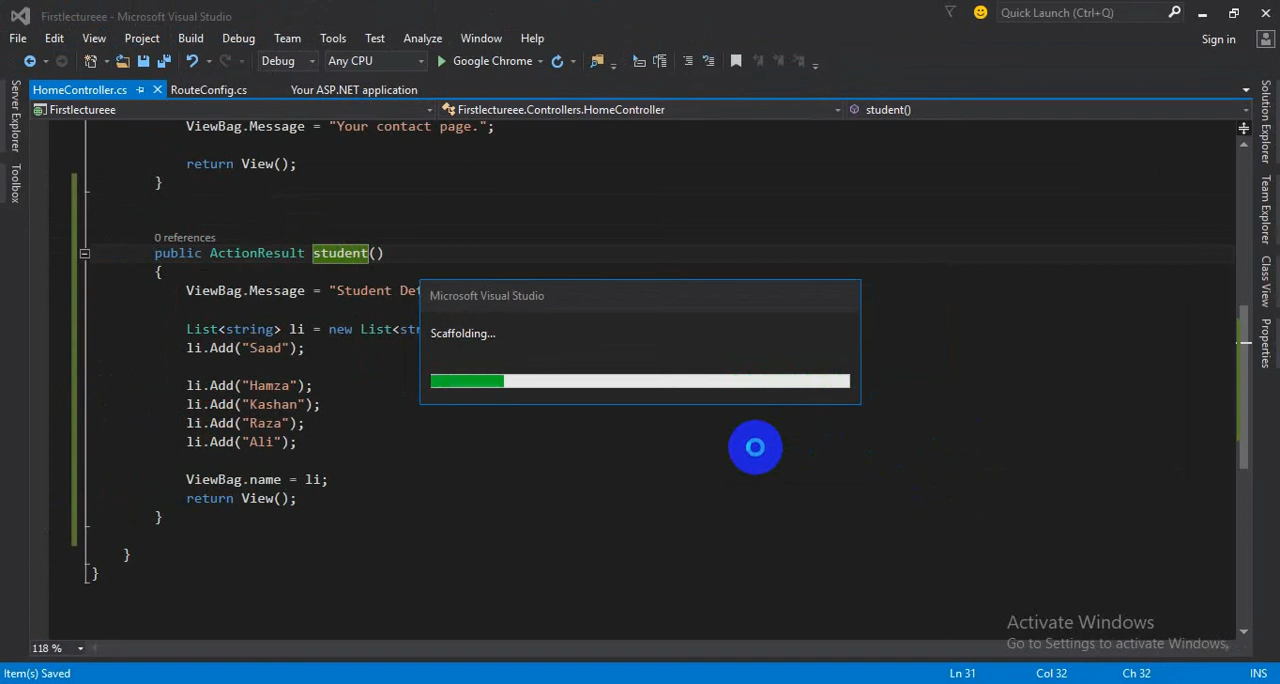 Firstlectureee - Microsoft Visual Studio
Quick Launch (Ctrl+Q)
File Edit View Project Build Debug Team Tools Test Analyze Window Help
Sign in
Debug Any CPU Google Chrome
HomeController.cs RouteConfig.cs Your ASP.NET application
Firstlectureee Firstlectureee.Controllers.HomeController student()
Server Explorer
Toolbox
Solution Explorer
Team Explorer
Class View
Properties
ViewBag.Message = "Your contact page.";
return View();
}
0 references
public ActionResult student()
{
ViewBag.Message = "Student Det
List<string> li = new List<str
li.Add("Saad");
li.Add("Hamza");
li.Add("Kashan");
li.Add("Raza");
li.Add("Ali");
ViewBag.name = li;
return View();
}
}
}
Microsoft Visual Studio
Scaffolding...
Activate Windows
Go to Settings to activate Windows.
118 %
Item(s) Saved Ln 31 Col 32 Ch 32 INS